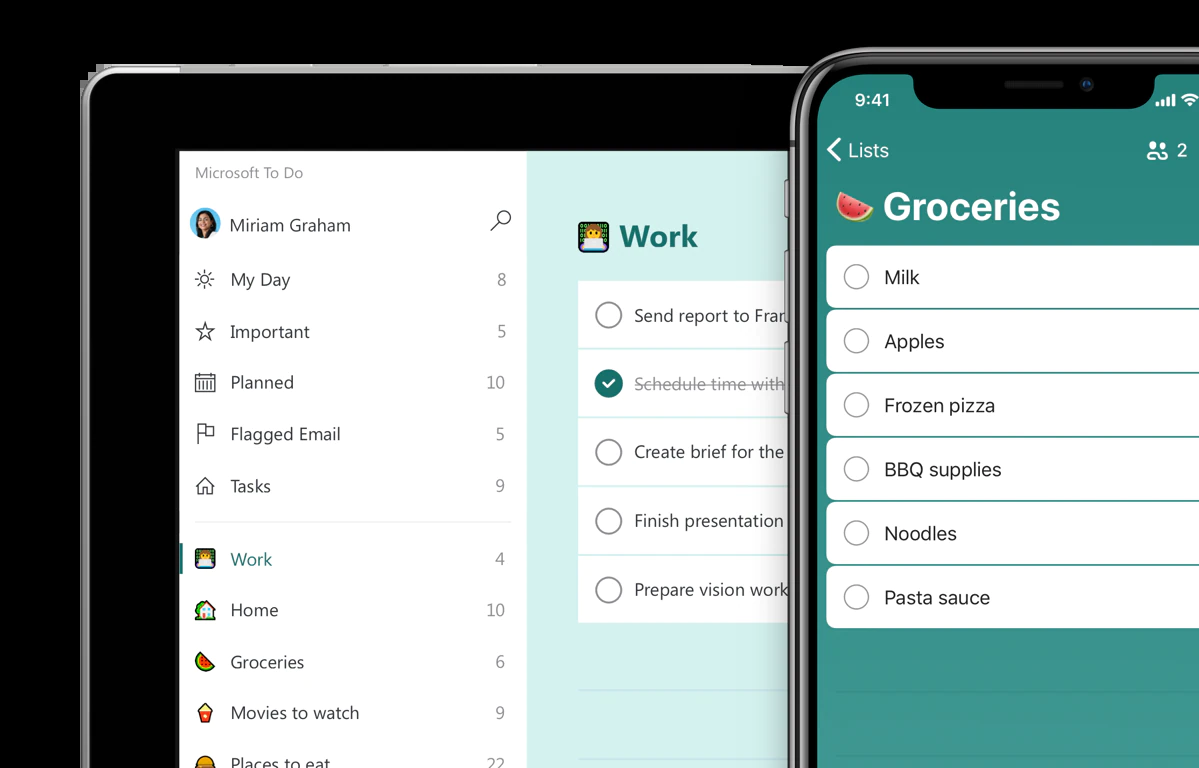 Microsoft To Do
Miriam Graham
My Day 8
Important 5
Planned 10
Flagged Email 5
Tasks 9
Work 4
Home 10
Groceries 6
Movies to watch 9
Places to eat 22
Work
Send report to
Schedule time with
Create brief for the
Finish presentation
Prepare vision
9:41
Lists 2
Groceries
Milk
Apples
Frozen pizza
BBQ supplies
Noodles
Pasta sauce